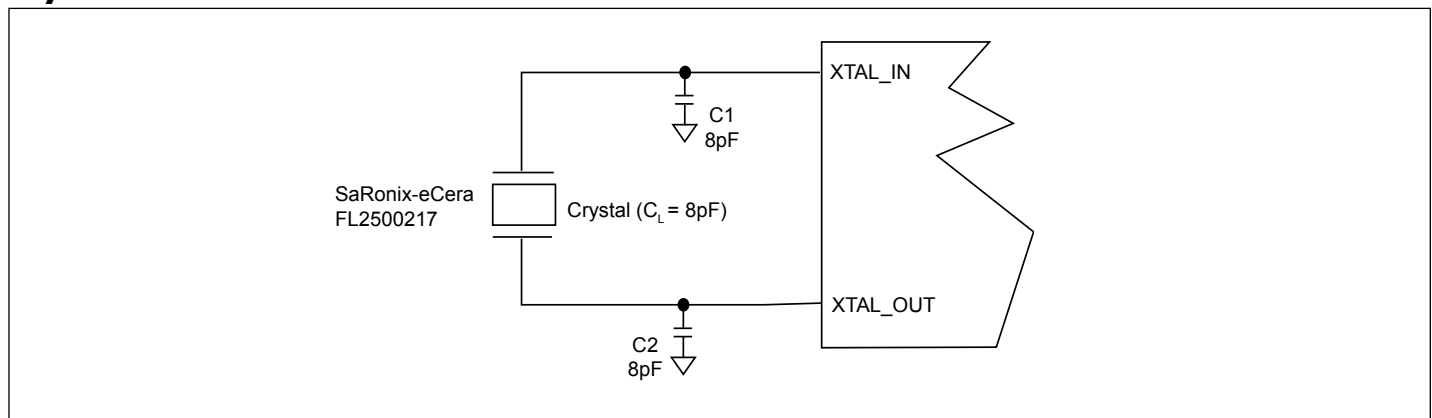 XTAL_IN
C1
8pF
SaRonix-eCera
FL2500217
Crystal (CL = 8pF)
XTAL_OUT
C2
8pF